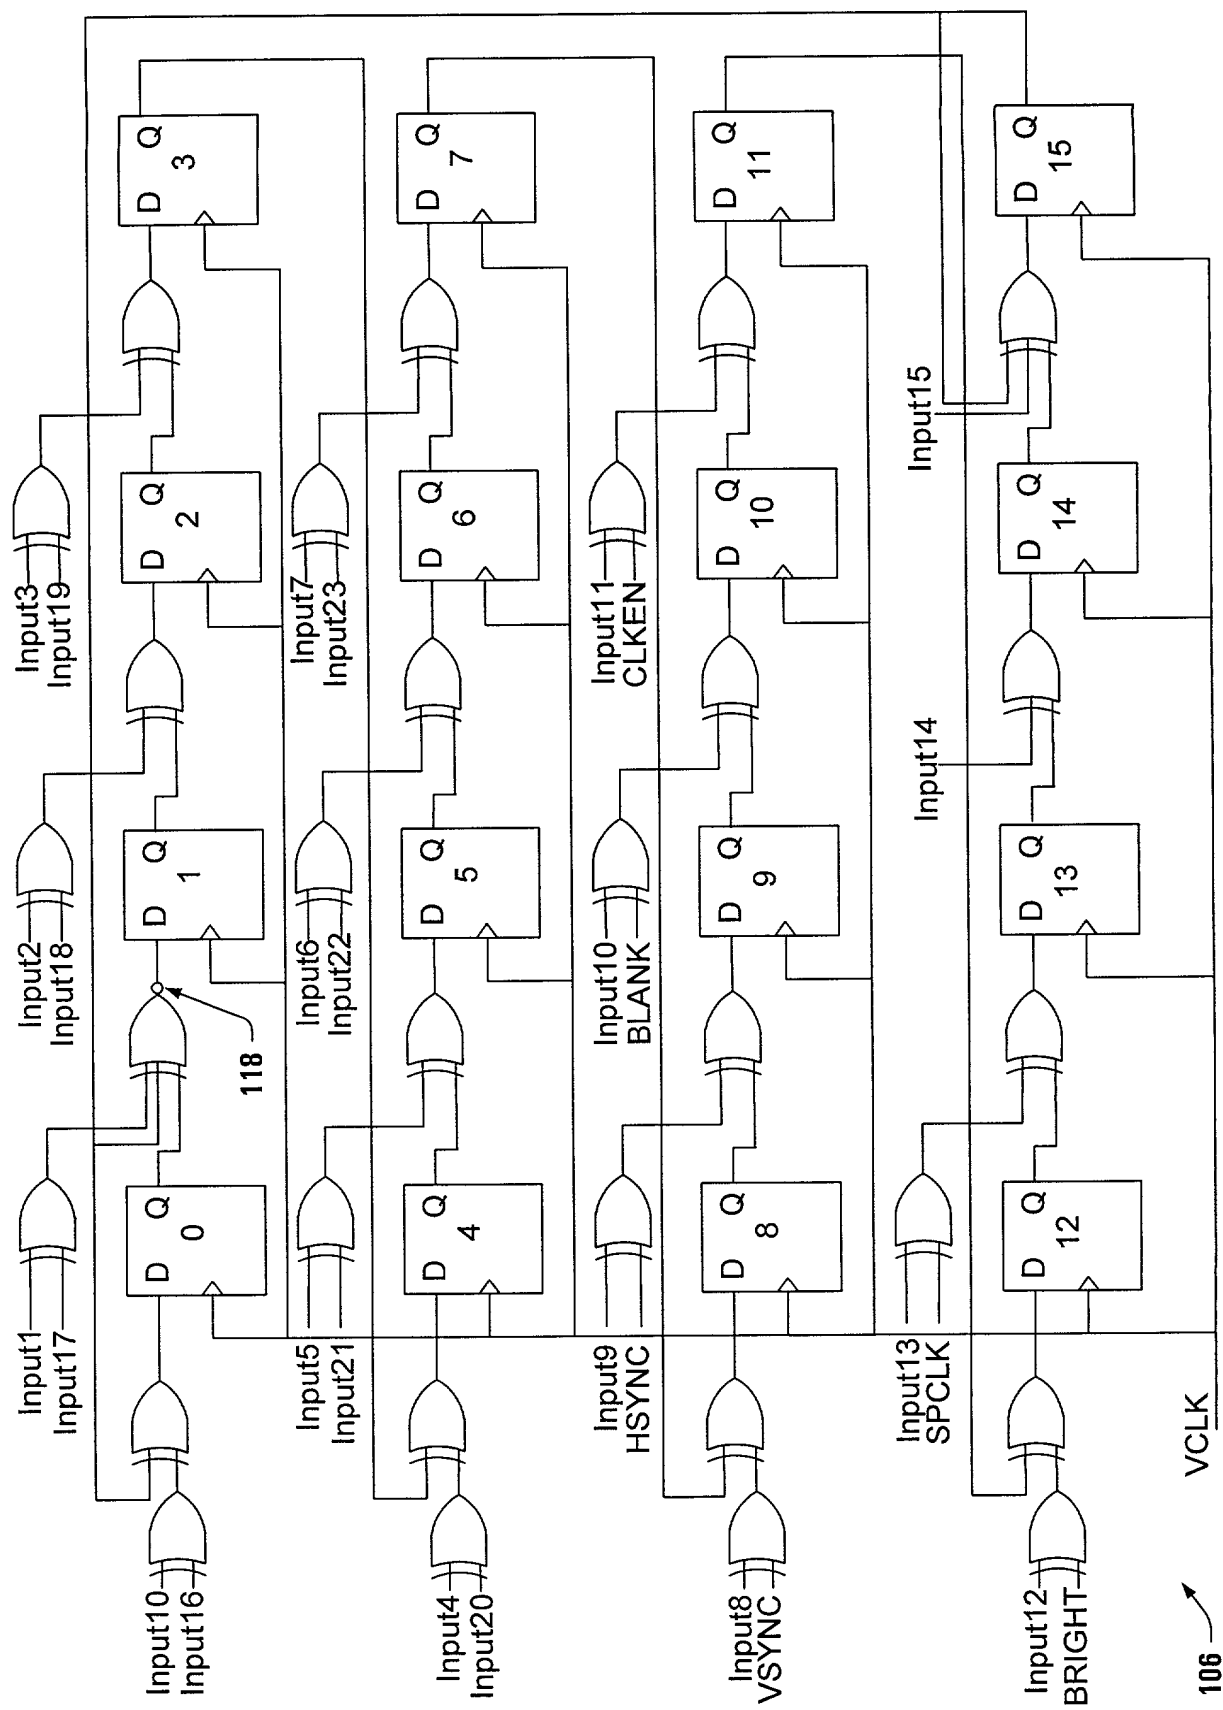 Input3
Input19
Input2
Input18
Input1
Input17
Input10
Input16
D Q
0
D Q
1
118
D Q
2
D Q
3
Input7
Input23
Input6
Input22
Input5
Input21
Input4
Input20
D Q
4
D Q
5
D Q
6
D Q
7
Input11
CLKEN
Input10
BLANK
Input9
HSYNC
Input8
VSYNC
D Q
8
D Q
9
D Q
10
D Q
11
Input15
Input14
Input13
SPCLK
Input12
BRIGHT
D Q
12
D Q
13
D Q
14
D Q
15
VCLK
106